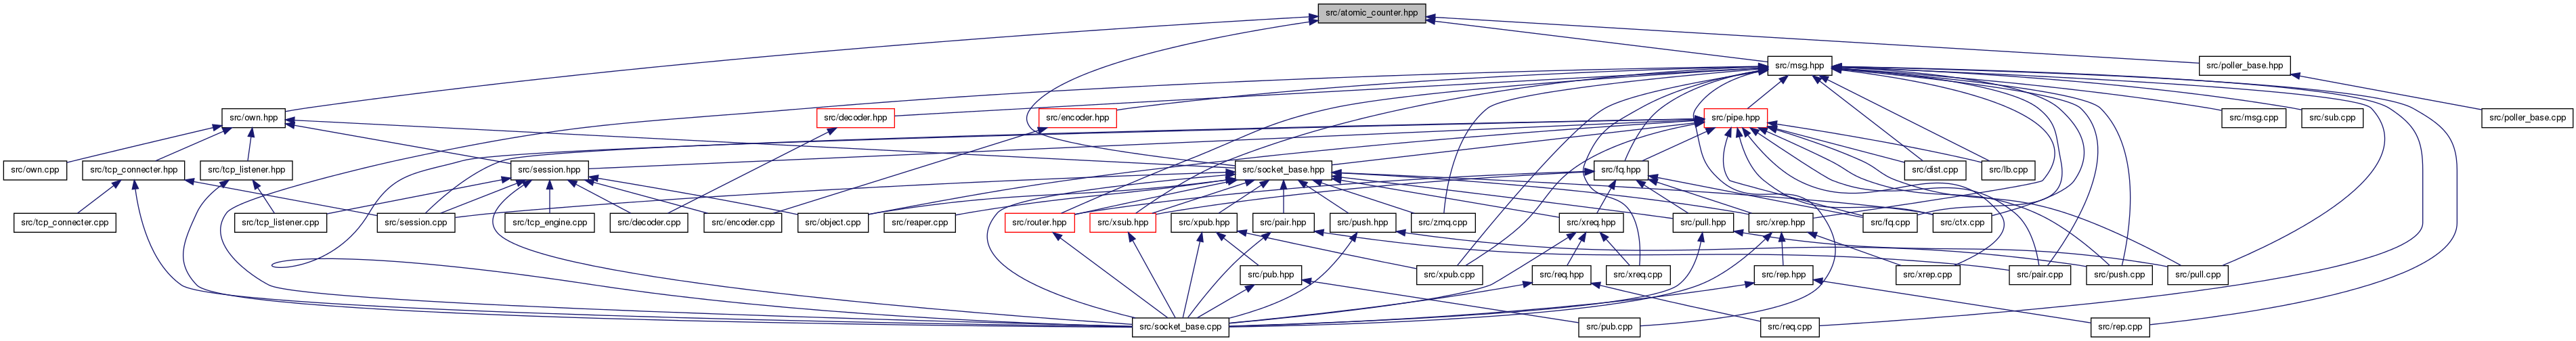 src/atomic_counter.hpp
src/msg.hpp
src/poller_base.hpp
src/own.hpp
src/decoder.hpp
src/encoder.hpp
src/pipe.hpp
src/msg.cpp
src/sub.cpp
src/poller_base.cpp
src/own.cpp
src/tcp_connecter.hpp
src/tcp_listener.hpp
src/session.hpp
src/socket_base.hpp
src/fq.hpp
src/dist.cpp
src/lb.cpp
src/tcp_connecter.cpp
src/tcp_listener.cpp
src/session.cpp
src/tcp_engine.cpp
src/decoder.cpp
src/encoder.cpp
src/object.cpp
src/reaper.cpp
src/router.hpp
src/xsub.hpp
src/xpub.hpp
src/pair.hpp
src/push.hpp
src/zmq.cpp
src/xreq.hpp
src/pull.hpp
src/xrep.hpp
src/fq.cpp
src/ctx.cpp
src/pub.hpp
src/xpub.cpp
src/req.hpp
src/xreq.cpp
src/rep.hpp
src/xrep.cpp
src/pair.cpp
src/push.cpp
src/pull.cpp
src/socket_base.cpp
src/pub.cpp
src/req.cpp
src/rep.cpp